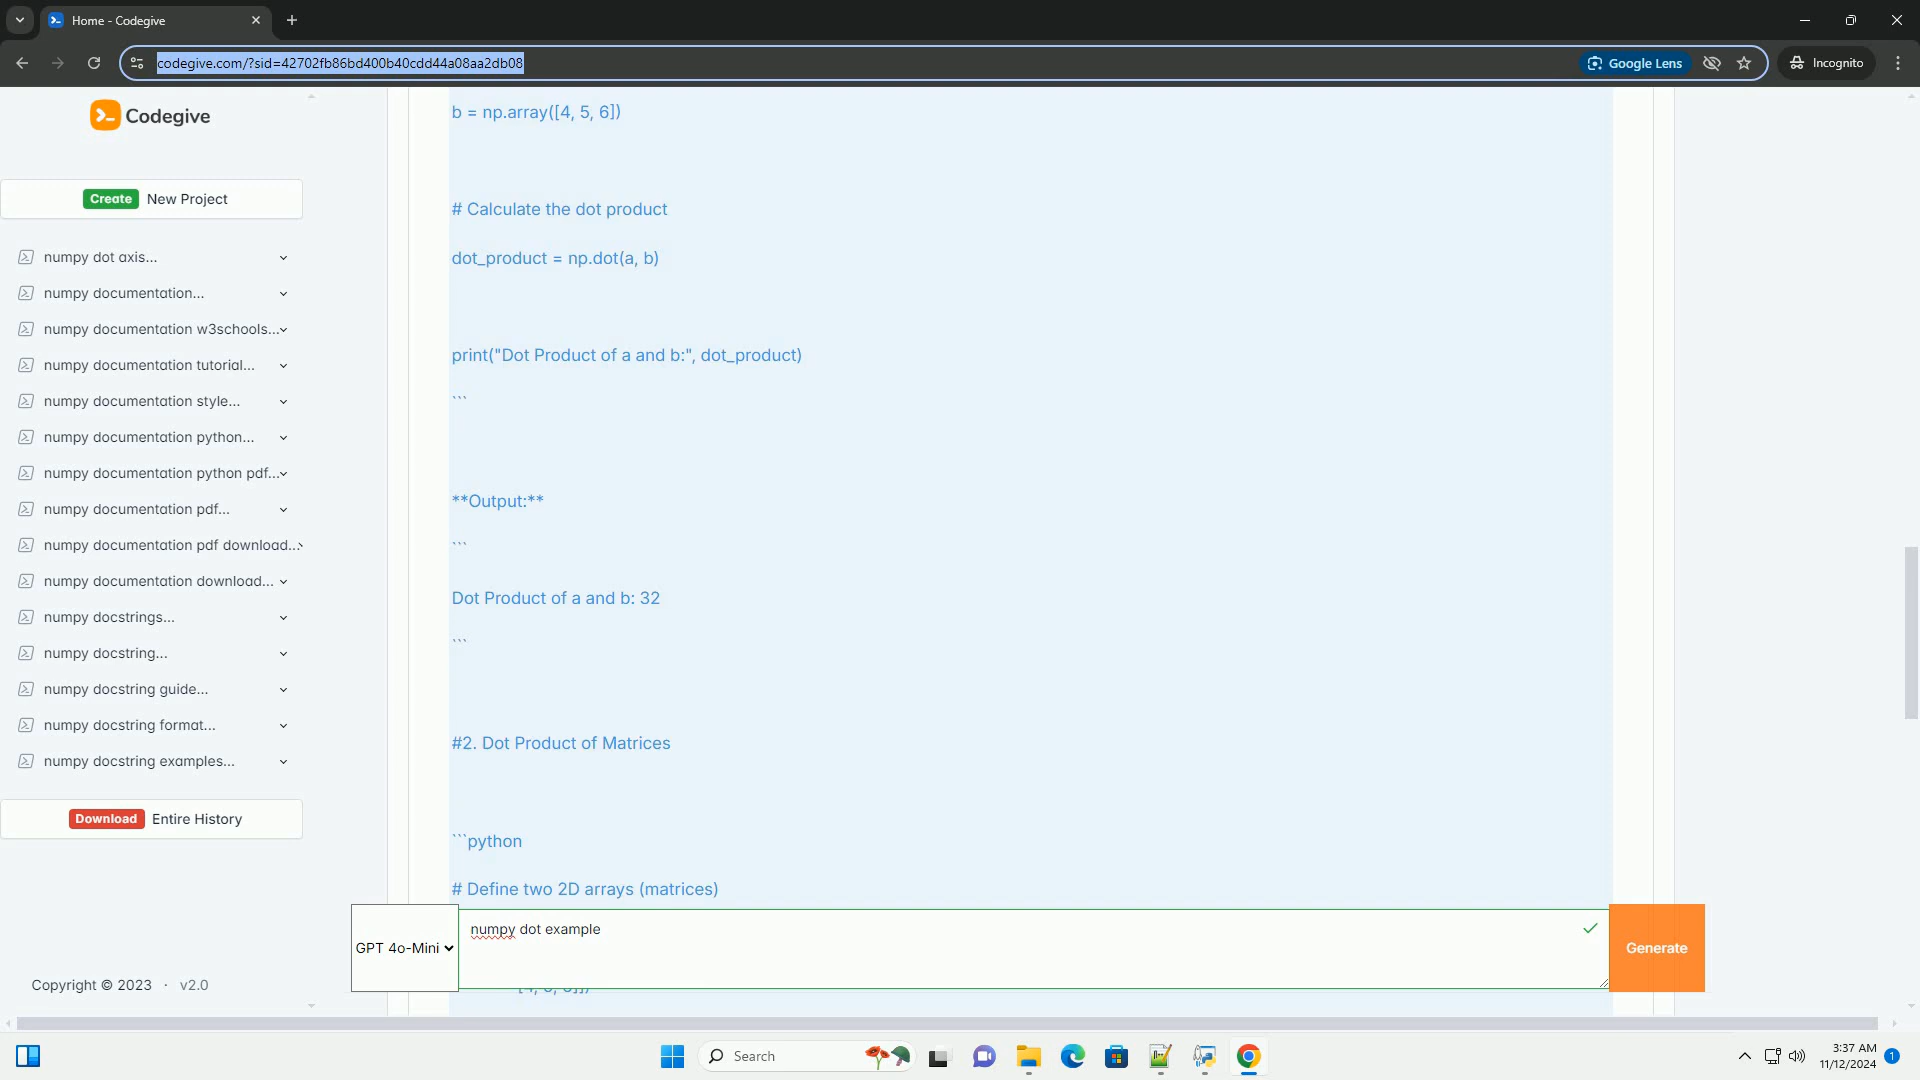 Home - Codegive
codegive.com/?sid=42702fb86bd400b40cdd44a08aa2db08
Google Lens
Incognito
Codegive
Create New Project
numpy dot axis...
numpy documentation...
numpy documentation w3schools...
numpy documentation tutorial...
numpy documentation style...
numpy documentation python...
numpy documentation python pdf...
numpy documentation pdf...
numpy documentation pdf download...
numpy documentation download...
numpy docstrings...
numpy docstring...
numpy docstring guide...
numpy docstring format...
numpy docstring examples...
Download Entire History
Copyright © 2023 · v2.0
b = np.array([4, 5, 6])
# Calculate the dot product
dot_product = np.dot(a, b)
print("Dot Product of a and b:", dot_product)
```
**Output:**
```
Dot Product of a and b: 32
```
#2. Dot Product of Matrices
```python
# Define two 2D arrays (matrices)
GPT 4o-Mini
numpy dot example
Generate
Search
3:37 AM
11/12/2024
1